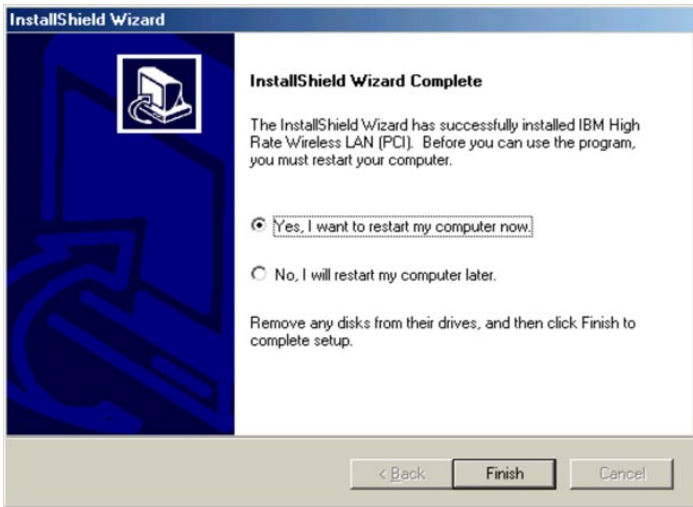 InstallShield Wizard
InstallShield Wizard Complete
The InstallShield Wizard has successfully installed IBM High
Rate Wireless LAN (PCI). Before you can use the program,
you must restart your computer.
Yes, I want to restart my computer now.
No, I will restart my computer later.
Remove any disks from their drives, and then click Finish to
complete setup.
< Back
Finish
Cancel